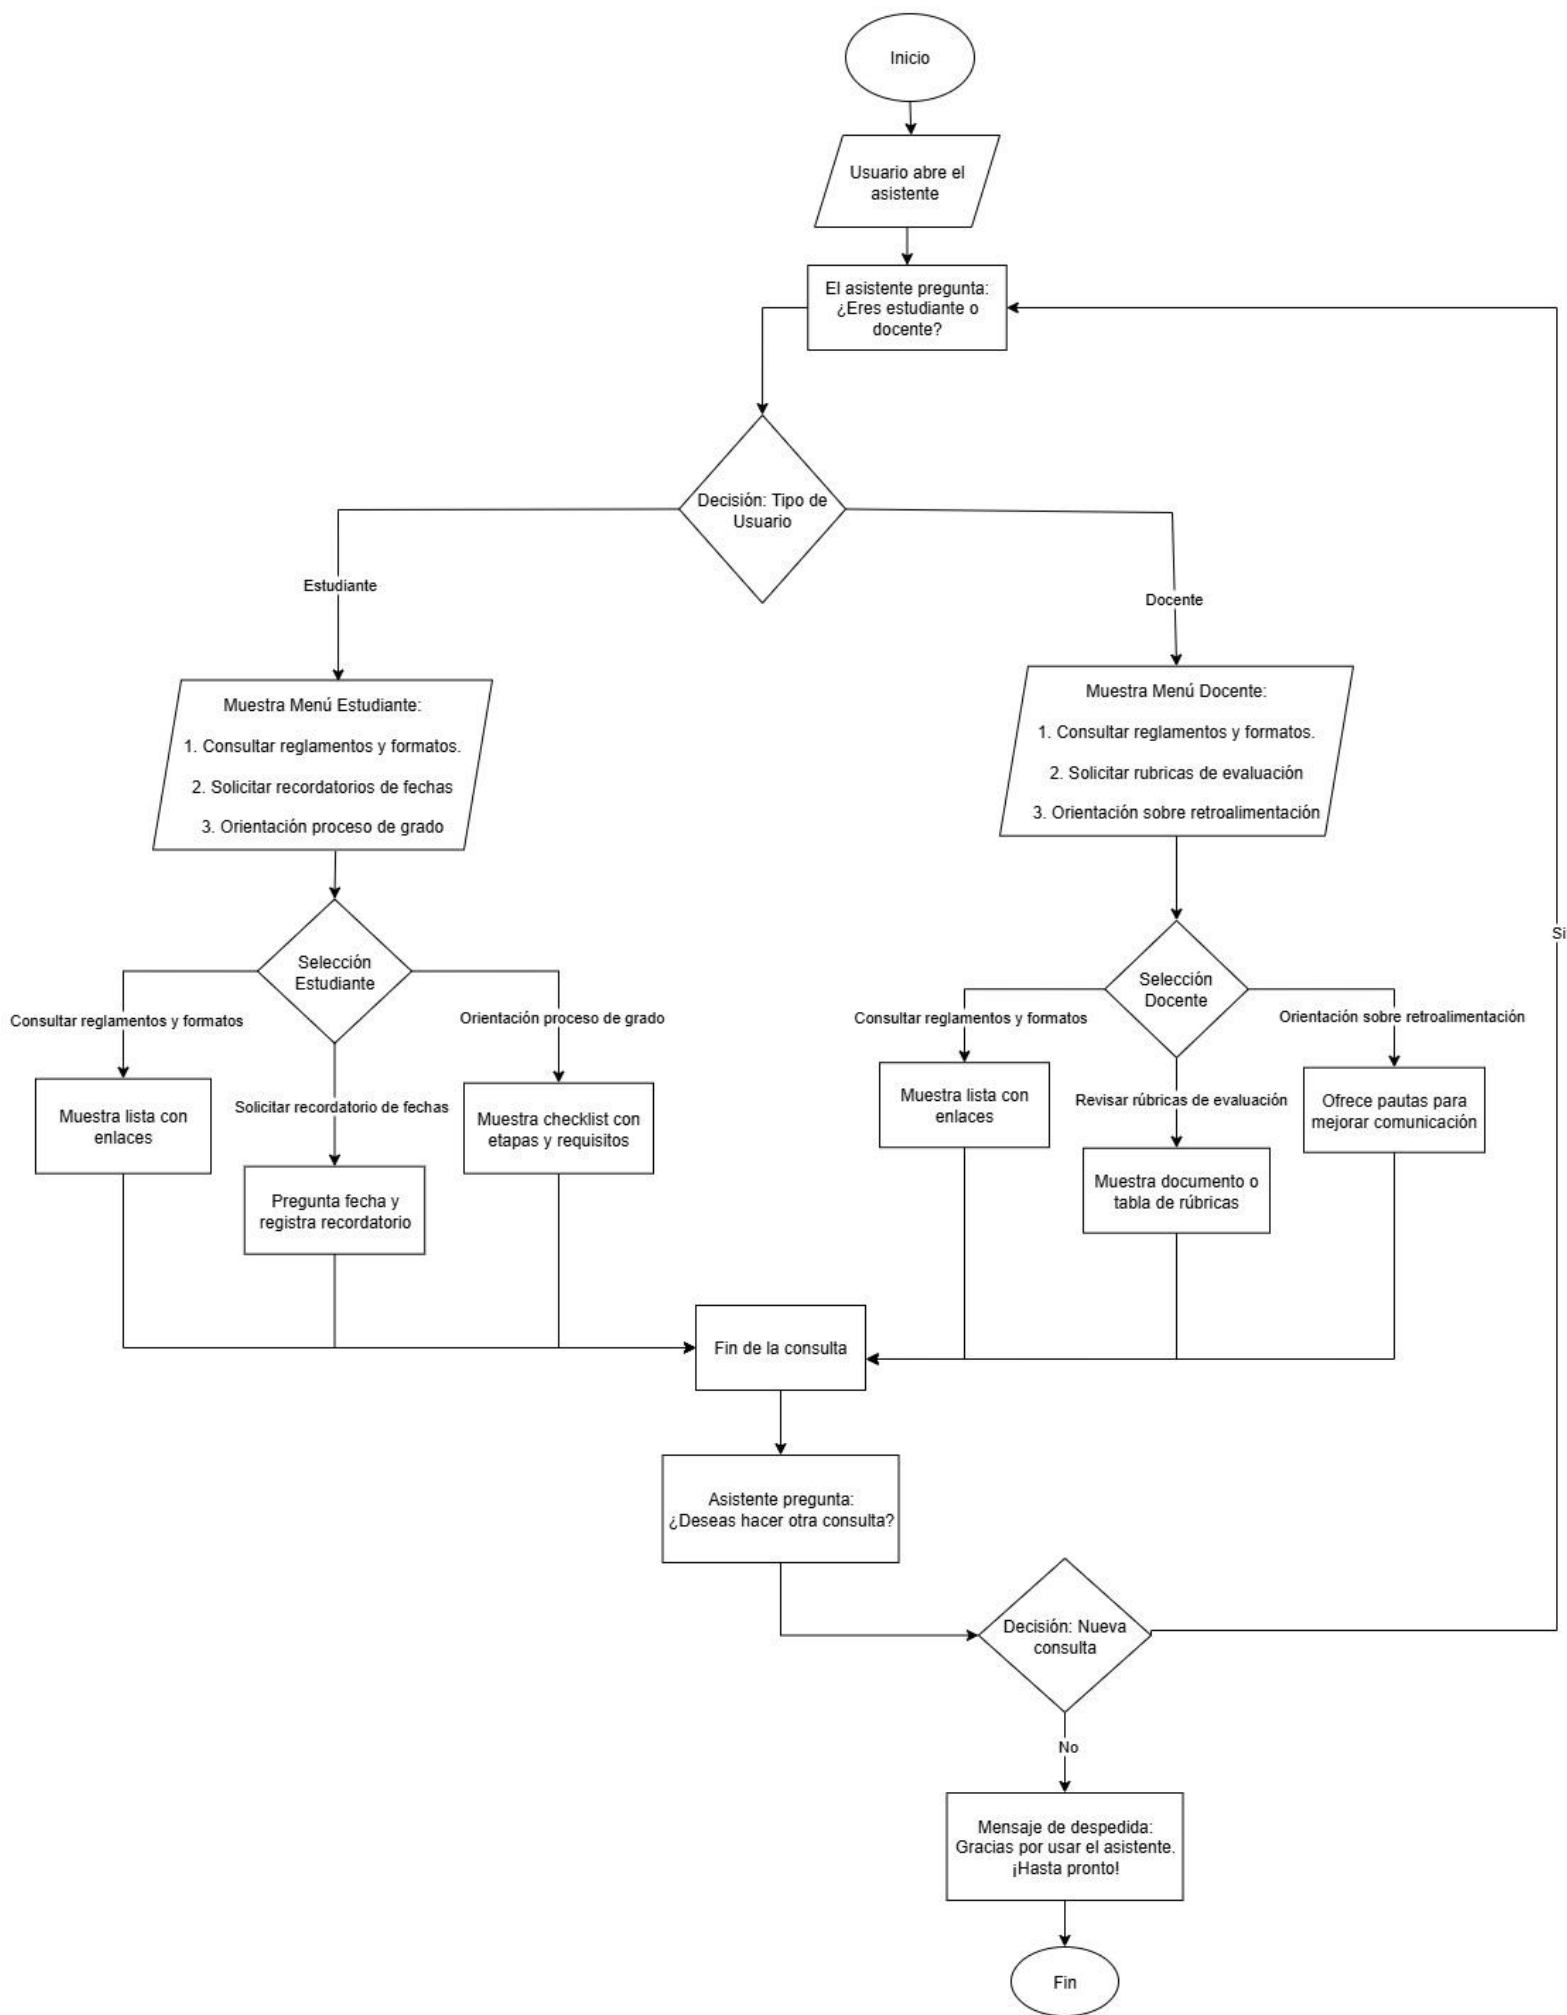 Inicio
Usuario abre el
asistente
El asistente pregunta:
¿Eres estudiante o
docente?
Decisión: Tipo de
Usuario
Estudiante
Docente
Muestra Menú Estudiante:
1. Consultar reglamentos y formatos.
2. Solicitar recordatorios de fechas
3. Orientación proceso de grado
Muestra Menú Docente:
1. Consultar reglamentos y formatos.
2. Solicitar rubricas de evaluación
3. Orientación sobre retroalimentación
Si
Selección
Estudiante
Consultar reglamentos y formatos
Orientación proceso de grado
Solicitar recordatorio de fechas
Muestra lista con
enlaces
Pregunta fecha y
registra recordatorio
Muestra checklist con
etapas y requisitos
Selección
Docente
Consultar reglamentos y formatos
Orientación sobre retroalimentación
Revisar rúbricas de evaluación
Muestra lista con
enlaces
Muestra documento o
tabla de rúbricas
Ofrece pautas para
mejorar comunicación
Fin de la consulta
Asistente pregunta:
¿Deseas hacer otra consulta?
Decisión: Nueva
consulta
No
Mensaje de despedida:
Gracias por usar el asistente.
¡Hasta pronto!
Fin